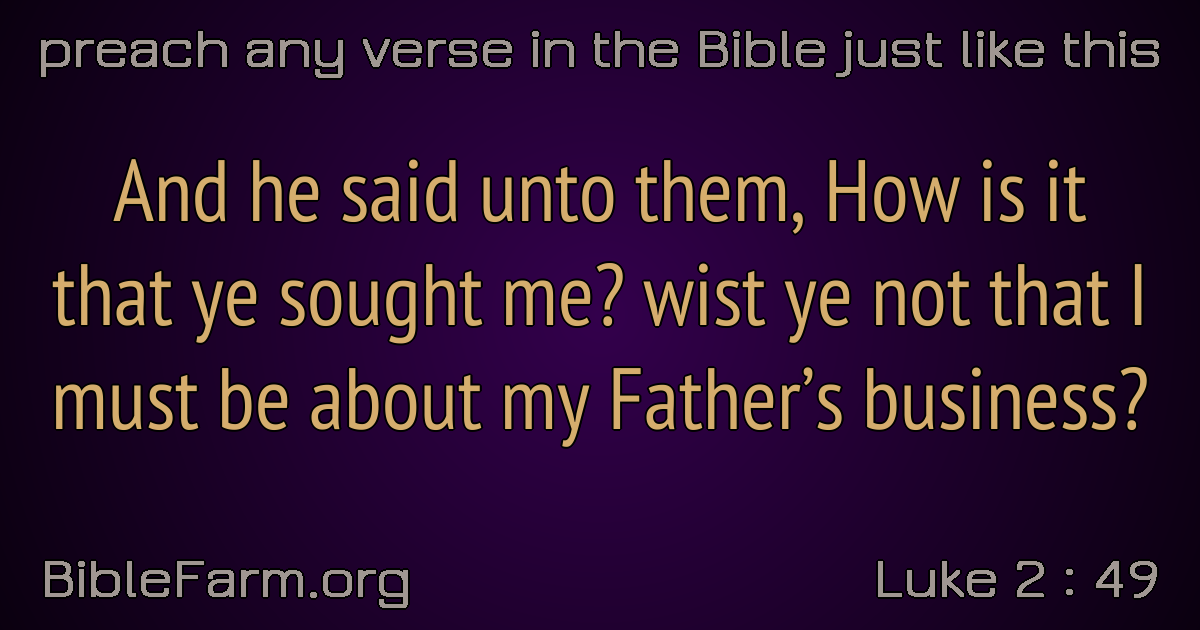 preach any verse in the Bible just like this
And he said unto them, How is it
that ye sought me? wist ye not that I
must be about my Father’s business?
BibleFarm.org
Luke 2 : 49